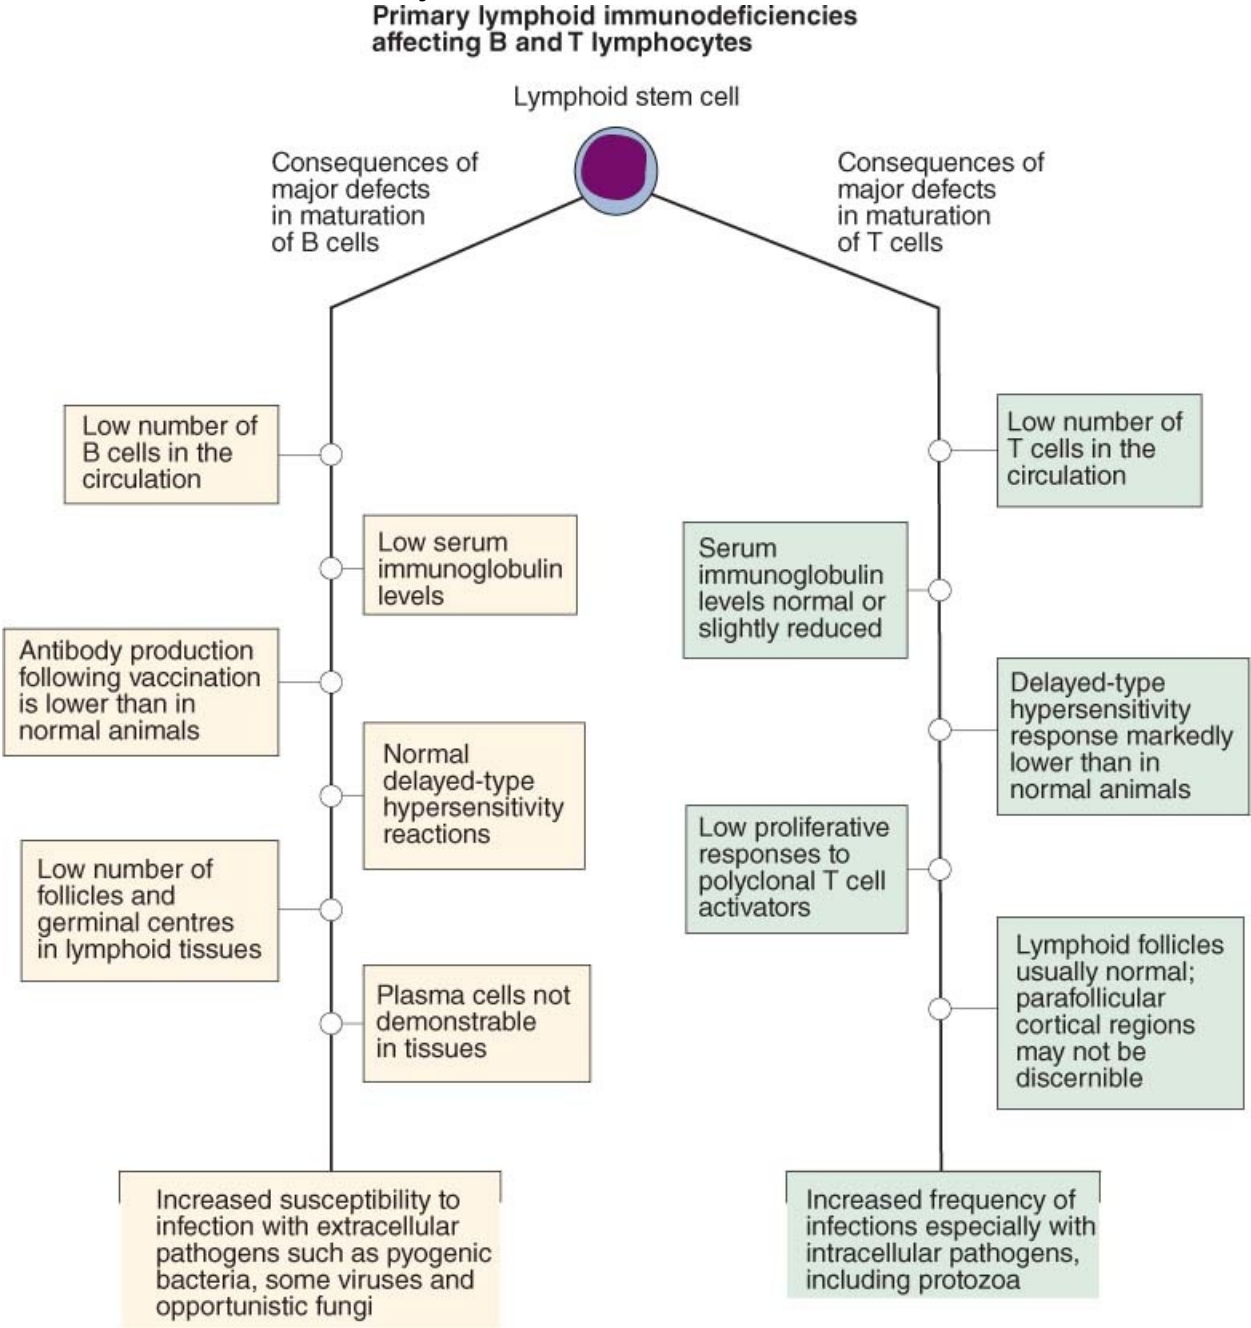 Primary lymphoid immunodeficiencies
affecting B and T lymphocytes
Lymphoid stem cell
Consequences of
major defects
in maturation
of B cells
Consequences of
major defects
in maturation
of T cells
Low number of
B cells in the
circulation
Low serum
immunoglobulin
levels
Antibody production
following vaccination
is lower than in
normal animals
Normal
delayed-type
hypersensitivity
reactions
Low number of
follicles and
germinal centres
in lymphoid tissues
Plasma cells not
demonstrable
in tissues
Increased susceptibility to
infection with extracellular
pathogens such as pyogenic
bacteria, some viruses and
opportunistic fungi
Low number of
T cells in the
circulation
Serum
immunoglobulin
levels normal or
slightly reduced
Delayed-type
hypersensitivity
response markedly
lower than in
normal animals
Low proliferative
responses to
polyclonal T cell
activators
Lymphoid follicles
usually normal;
parafollicular
cortical regions
may not be
discernible
Increased frequency of
infections especially with
intracellular pathogens,
including protozoa